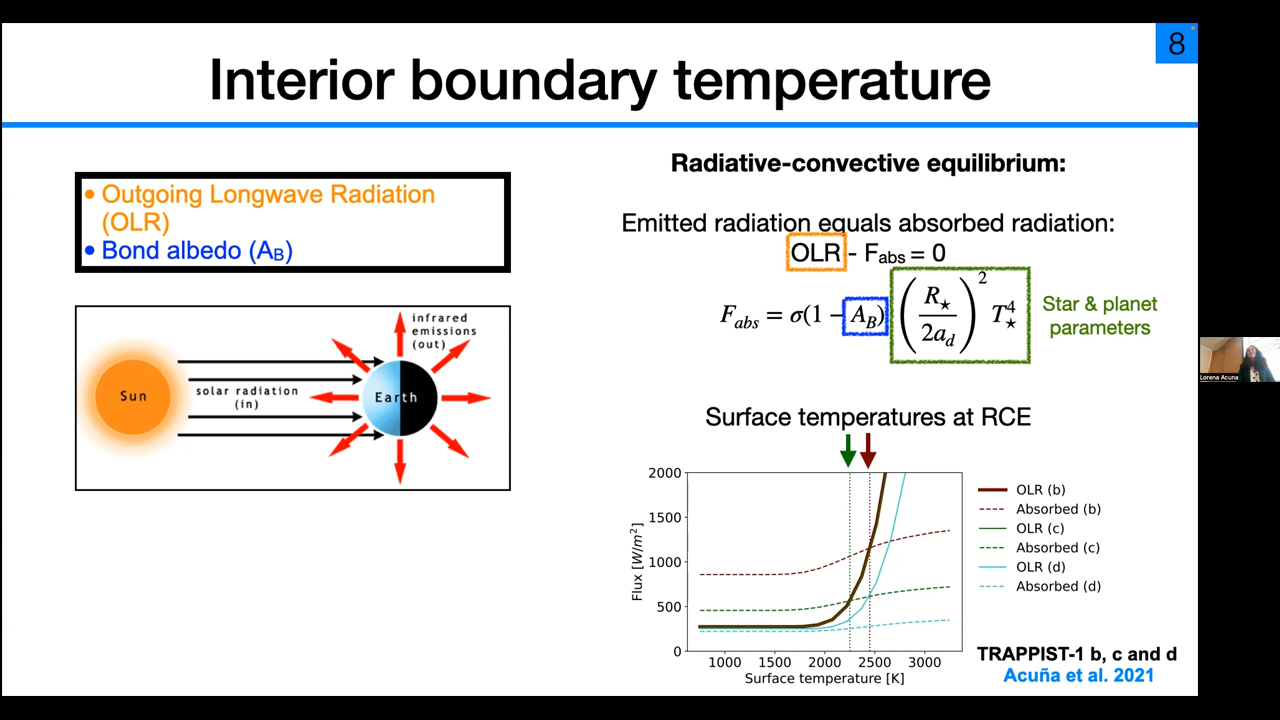 8
Interior boundary temperature
• Outgoing Longwave Radiation
(OLR)
• Bond albedo (AB)
Sun
solar radiation
(in)
Earth
infrared
emissions
(out)
Radiative-convective equilibrium:
Emitted radiation equals absorbed radiation:
OLR - Fabs = 0
F_abs = σ(1 − A_B) (R_★ / 2a_d)^2 T_★^4
Star & planet
parameters
Surface temperatures at RCE
2000
1500
1000
500
0
Flux [W/m²]
1000 1500 2000 2500 3000
Surface temperature [K]
OLR (b)
Absorbed (b)
OLR (c)
Absorbed (c)
OLR (d)
Absorbed (d)
TRAPPIST-1 b, c and d
Acuña et al. 2021
Lorena Acuna